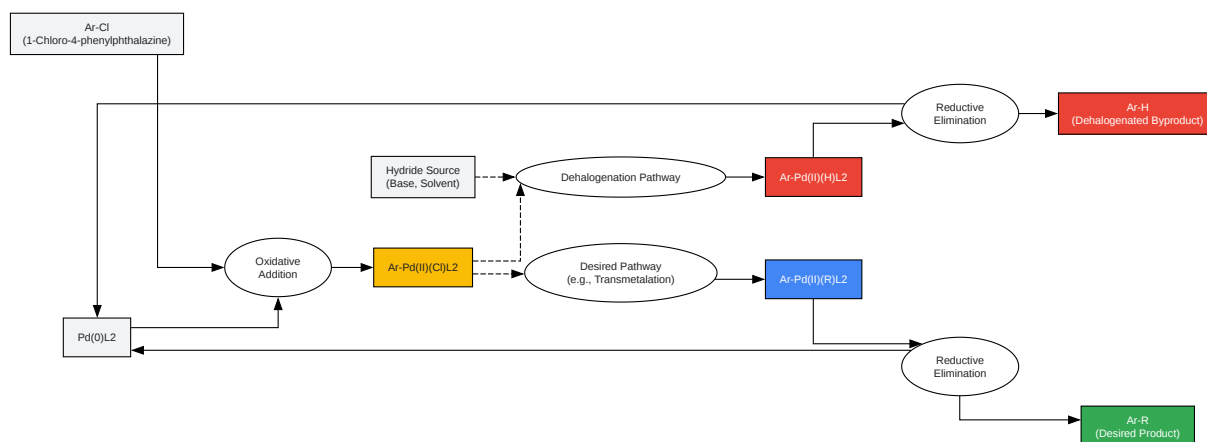 Ar-Cl
(1-Chloro-4-phenylphthalazine)
Reductive
Elimination
Ar-H
(Dehalogenated Byproduct)
Hydride Source
(Base, Solvent)
Dehalogenation Pathway
Ar-Pd(II)(H)L2
Oxidative
Addition
Ar-Pd(II)(Cl)L2
Desired Pathway
(e.g., Transmetalation)
Ar-Pd(II)(R)L2
Pd(0)L2
Reductive
Elimination
Ar-R
(Desired Product)